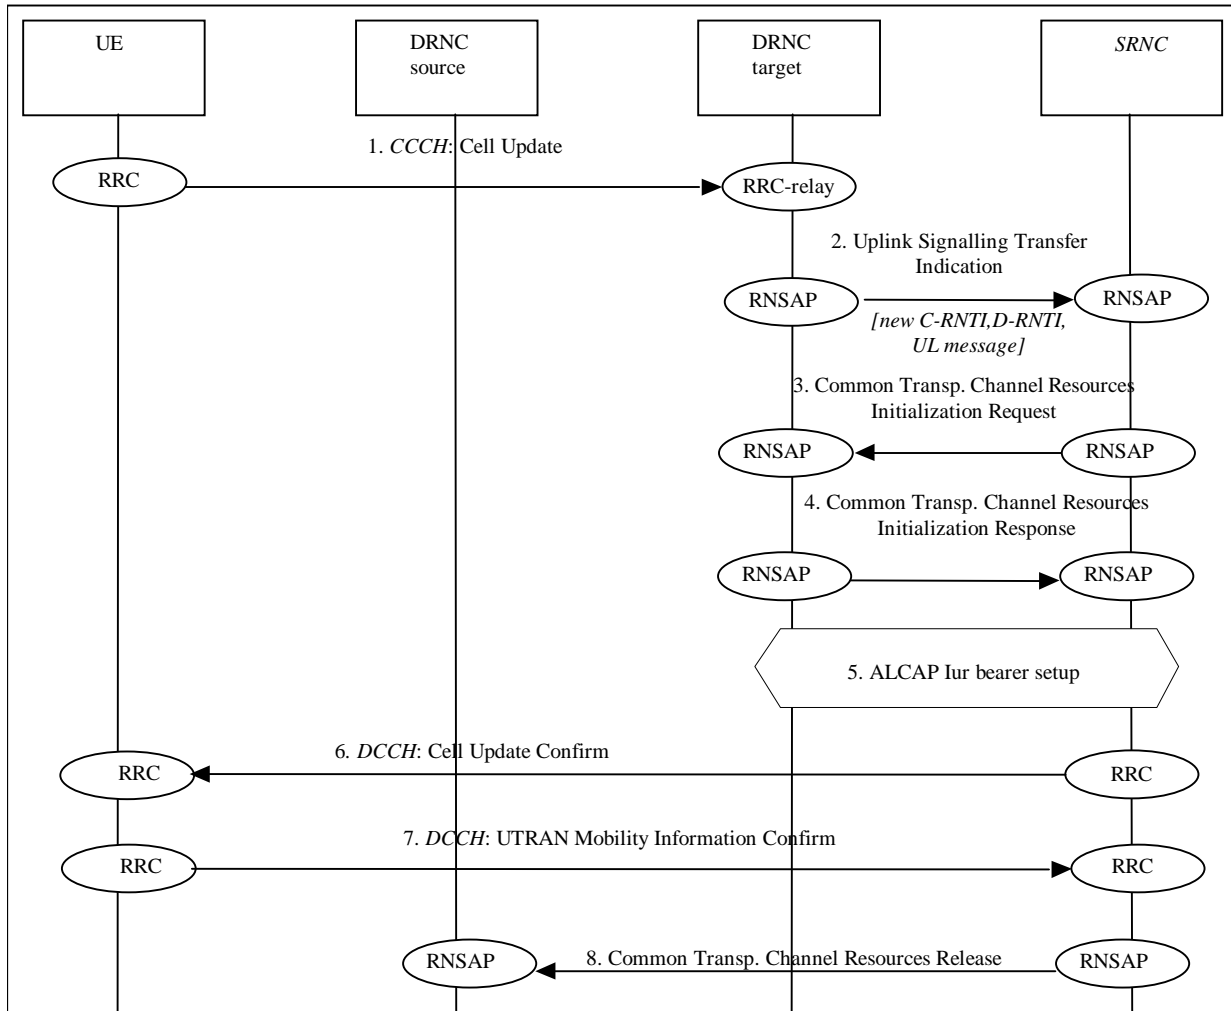 UE
DRNC
source
DRNC
target
SRNC
1. CCCH: Cell Update
RRC
RRC-relay
2. Uplink Signalling Transfer
Indication
RNSAP
RNSAP
[new C-RNTI,D-RNTI,
UL message]
3. Common Transp. Channel Resources
Initialization Request
RNSAP
RNSAP
4. Common Transp. Channel Resources
Initialization Response
RNSAP
RNSAP
5. ALCAP Iur bearer setup
6. DCCH: Cell Update Confirm
RRC
RRC
7. DCCH: UTRAN Mobility Information Confirm
RRC
RRC
8. Common Transp. Channel Resources Release
RNSAP
RNSAP